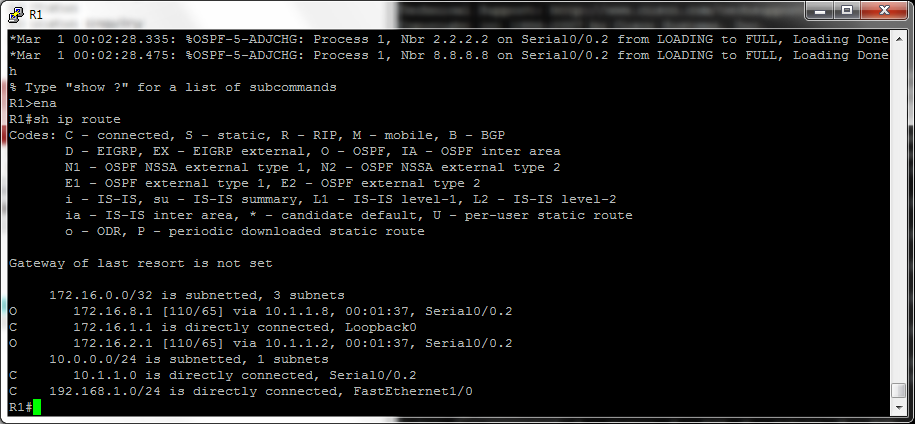 R1
*Mar  1 00:02:28.335: %OSPF-5-ADJCHG: Process 1, Nbr 2.2.2.2 on Serial0/0.2 from LOADING to FULL, Loading Done
*Mar  1 00:02:28.475: %OSPF-5-ADJCHG: Process 1, Nbr 8.8.8.8 on Serial0/0.2 from LOADING to FULL, Loading Done
h
% Type "show ?" for a list of subcommands
R1>ena
R1#sh ip route
Codes: C - connected, S - static, R - RIP, M - mobile, B - BGP
       D - EIGRP, EX - EIGRP external, O - OSPF, IA - OSPF inter area
       N1 - OSPF NSSA external type 1, N2 - OSPF NSSA external type 2
       E1 - OSPF external type 1, E2 - OSPF external type 2
       i - IS-IS, su - IS-IS summary, L1 - IS-IS level-1, L2 - IS-IS level-2
       ia - IS-IS inter area, * - candidate default, U - per-user static route
       o - ODR, P - periodic downloaded static route
Gateway of last resort is not set
     172.16.0.0/32 is subnetted, 3 subnets
O       172.16.8.1 [110/65] via 10.1.1.8, 00:01:37, Serial0/0.2
C       172.16.1.1 is directly connected, Loopback0
O       172.16.2.1 [110/65] via 10.1.1.2, 00:01:37, Serial0/0.2
     10.0.0.0/24 is subnetted, 1 subnets
C       10.1.1.0 is directly connected, Serial0/0.2
C    192.168.1.0/24 is directly connected, FastEthernet1/0
R1#